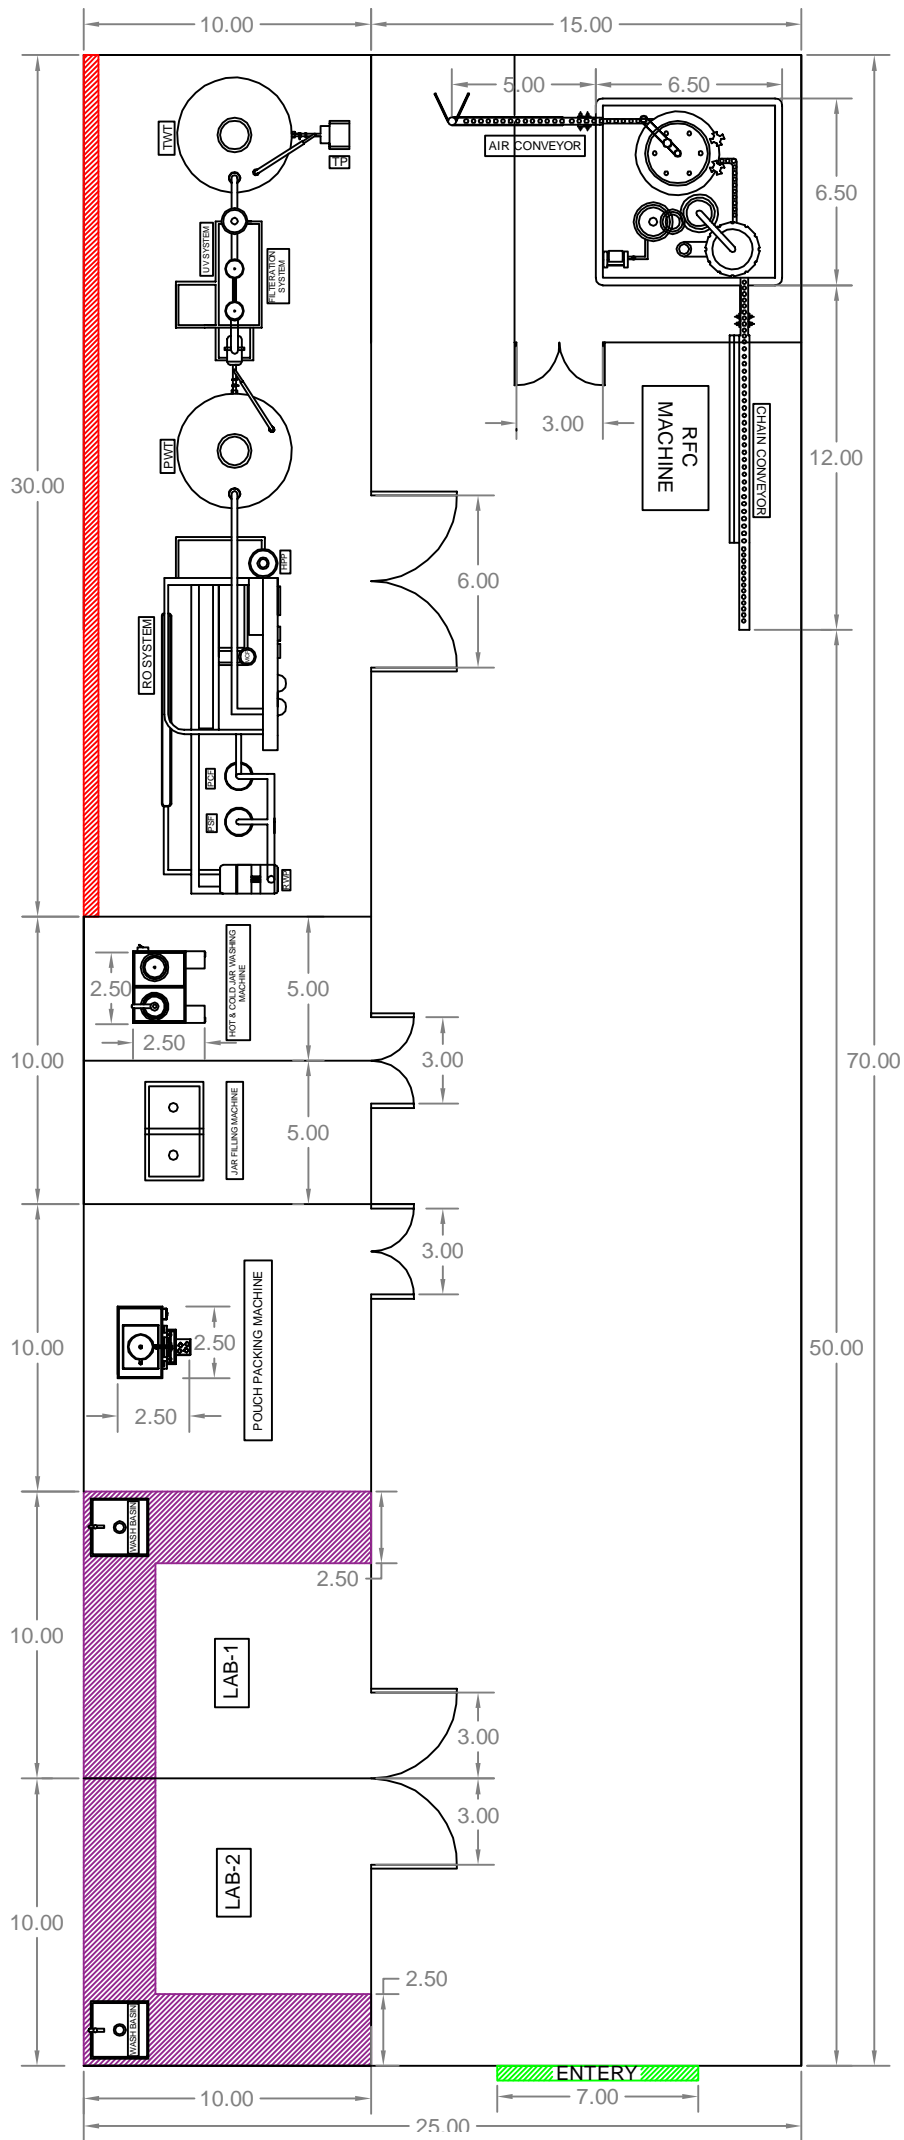 10.00
15.00
5.00
6.50
TWT
TP
AIR CONVEYOR
6.50
UV SYSTEM
FILTERATION
SYSTEM
RFC
MACHINE
3.00
CHAIN CONVEYOR
PWT
12.00
30.00
HPP
6.00
RO SYSTEM
MCF
PCF
PSF
RWP
HOT & COLD JAR WASHING
MACHINE
2.50
5.00
2.50
3.00
10.00
70.00
JAR FILLING MACHINE
5.00
3.00
POUCH PACKING MACHINE
2.50
10.00
50.00
2.50
WASH BASIN
2.50
10.00
LAB-1
3.00
3.00
LAB-2
10.00
2.50
WASH BASIN
ENTERY
10.00
7.00
25.00